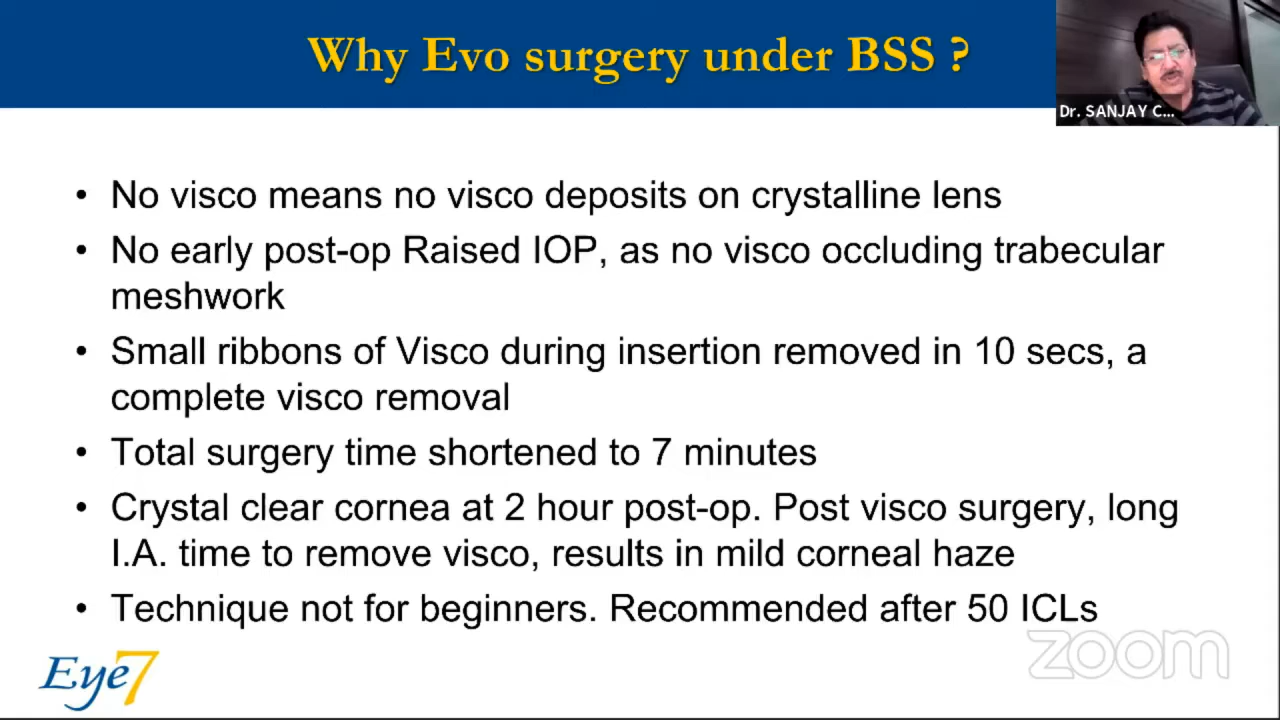 Why Evo surgery under BSS ?
Dr. SANJAY C...
• No visco means no visco deposits on crystalline lens
• No early post-op Raised IOP, as no visco occluding trabecular
meshwork
• Small ribbons of Visco during insertion removed in 10 secs, a
complete visco removal
• Total surgery time shortened to 7 minutes
• Crystal clear cornea at 2 hour post-op. Post visco surgery, long
I.A. time to remove visco, results in mild corneal haze
• Technique not for beginners. Recommended after 50 ICLs
zoom
Eye7